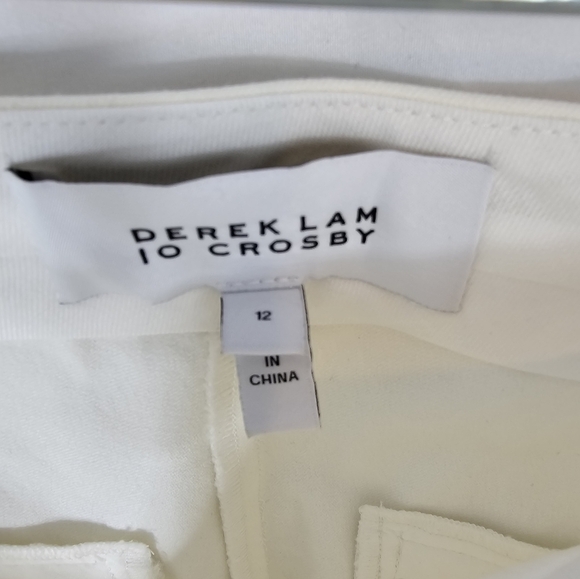 DEREK LAM
10 CROSBY
12
IN
CHINA